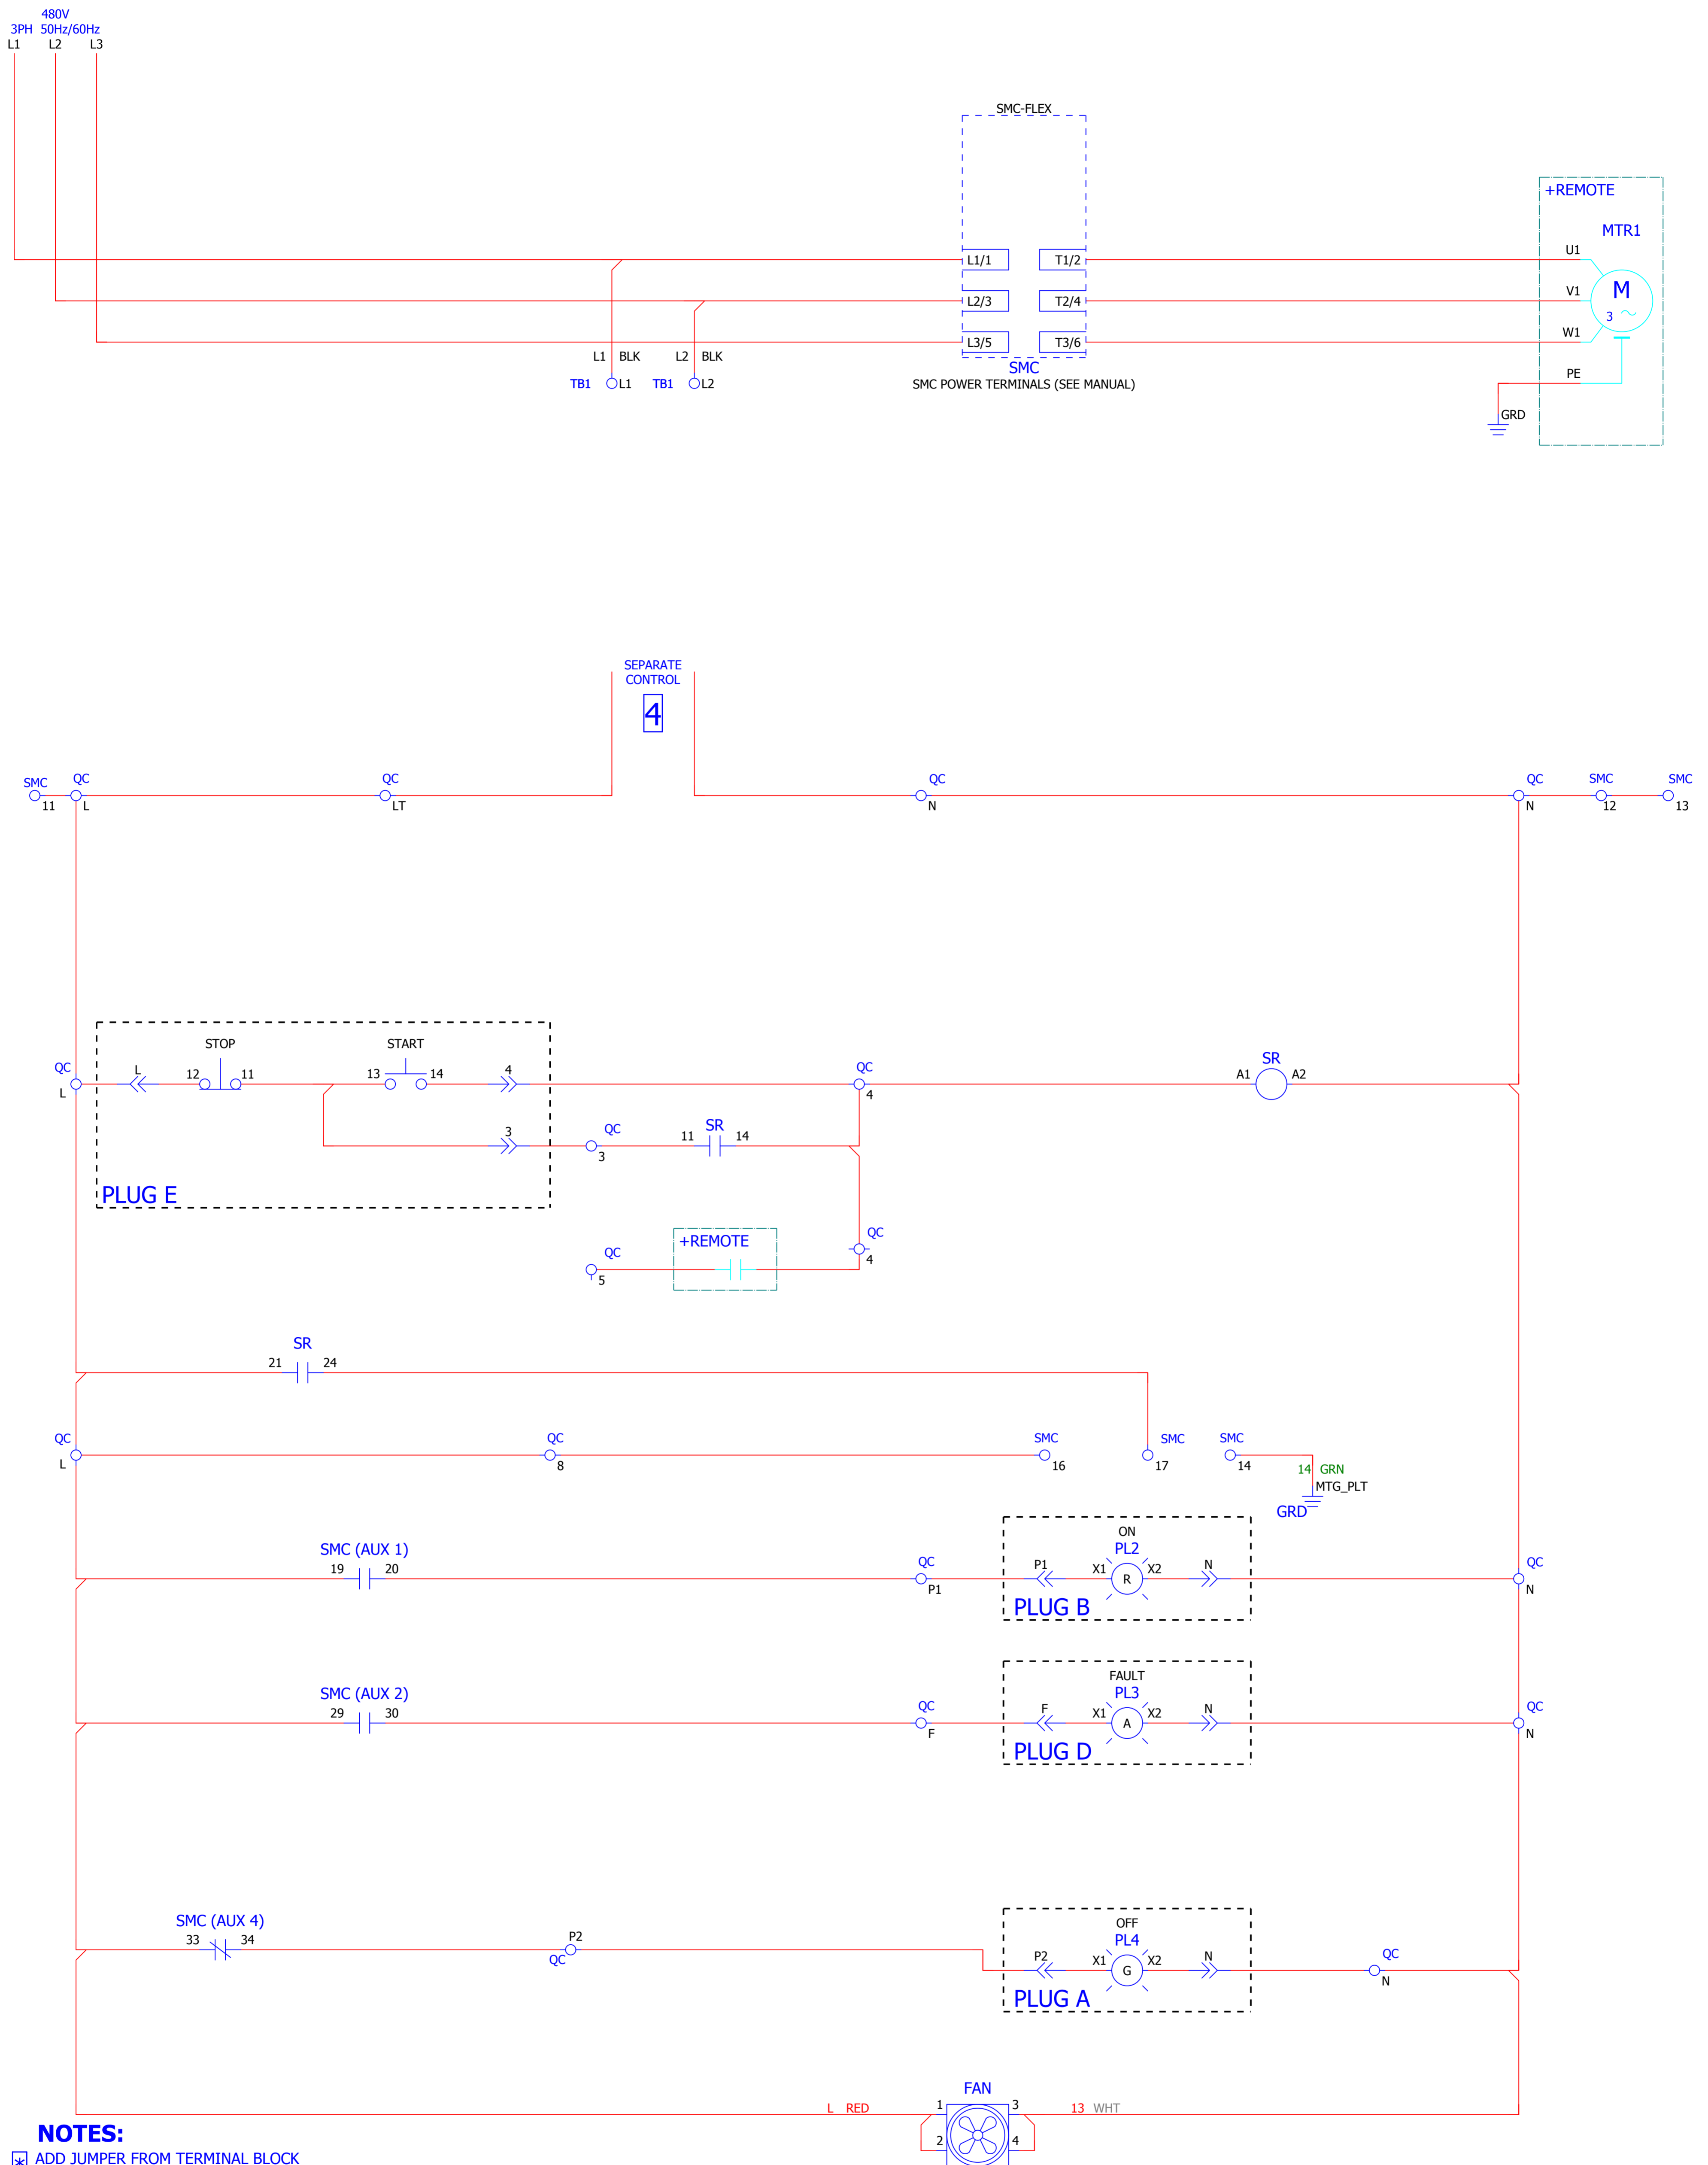 480V
3PH 50Hz/60Hz
L1 L2 L3
SMC-FLEX
+REMOTE
MTR1
L1/1 T1/2 U1
L2/3 T2/4 V1 M
3
L3/5 T3/6 W1
L1 BLK L2 BLK
SMC
TB1 L1 TB1 L2 SMC POWER TERMINALS (SEE MANUAL) PE
GRD
SEPARATE
CONTROL
4
SMC QC QC QC QC SMC SMC
11 L LT N N 12 13
STOP START
QC L 12 11 13 14 4 QC SR
A1 A2
L 4
3 QC 11 SR 14
3
PLUG E
+REMOTE QC
QC 4
5
SR
21 24
QC QC SMC SMC SMC
L 8 16 17 14
14 GRN
MTG_PLT
GRD
ON
SMC (AUX 1) PL2
19 20 QC P1 X1 R X2 N QC
P1 N
PLUG B
FAULT
SMC (AUX 2) PL3
29 30 QC F X1 A X2 N QC
F N
PLUG D
SMC (AUX 4) OFF
33 34 P2 PL4
QC P2 X1 G X2 N QC
N
PLUG A
FAN
L RED 1 3 13 WHT
2 4
NOTES:
* ADD JUMPER FROM TERMINAL BLOCK